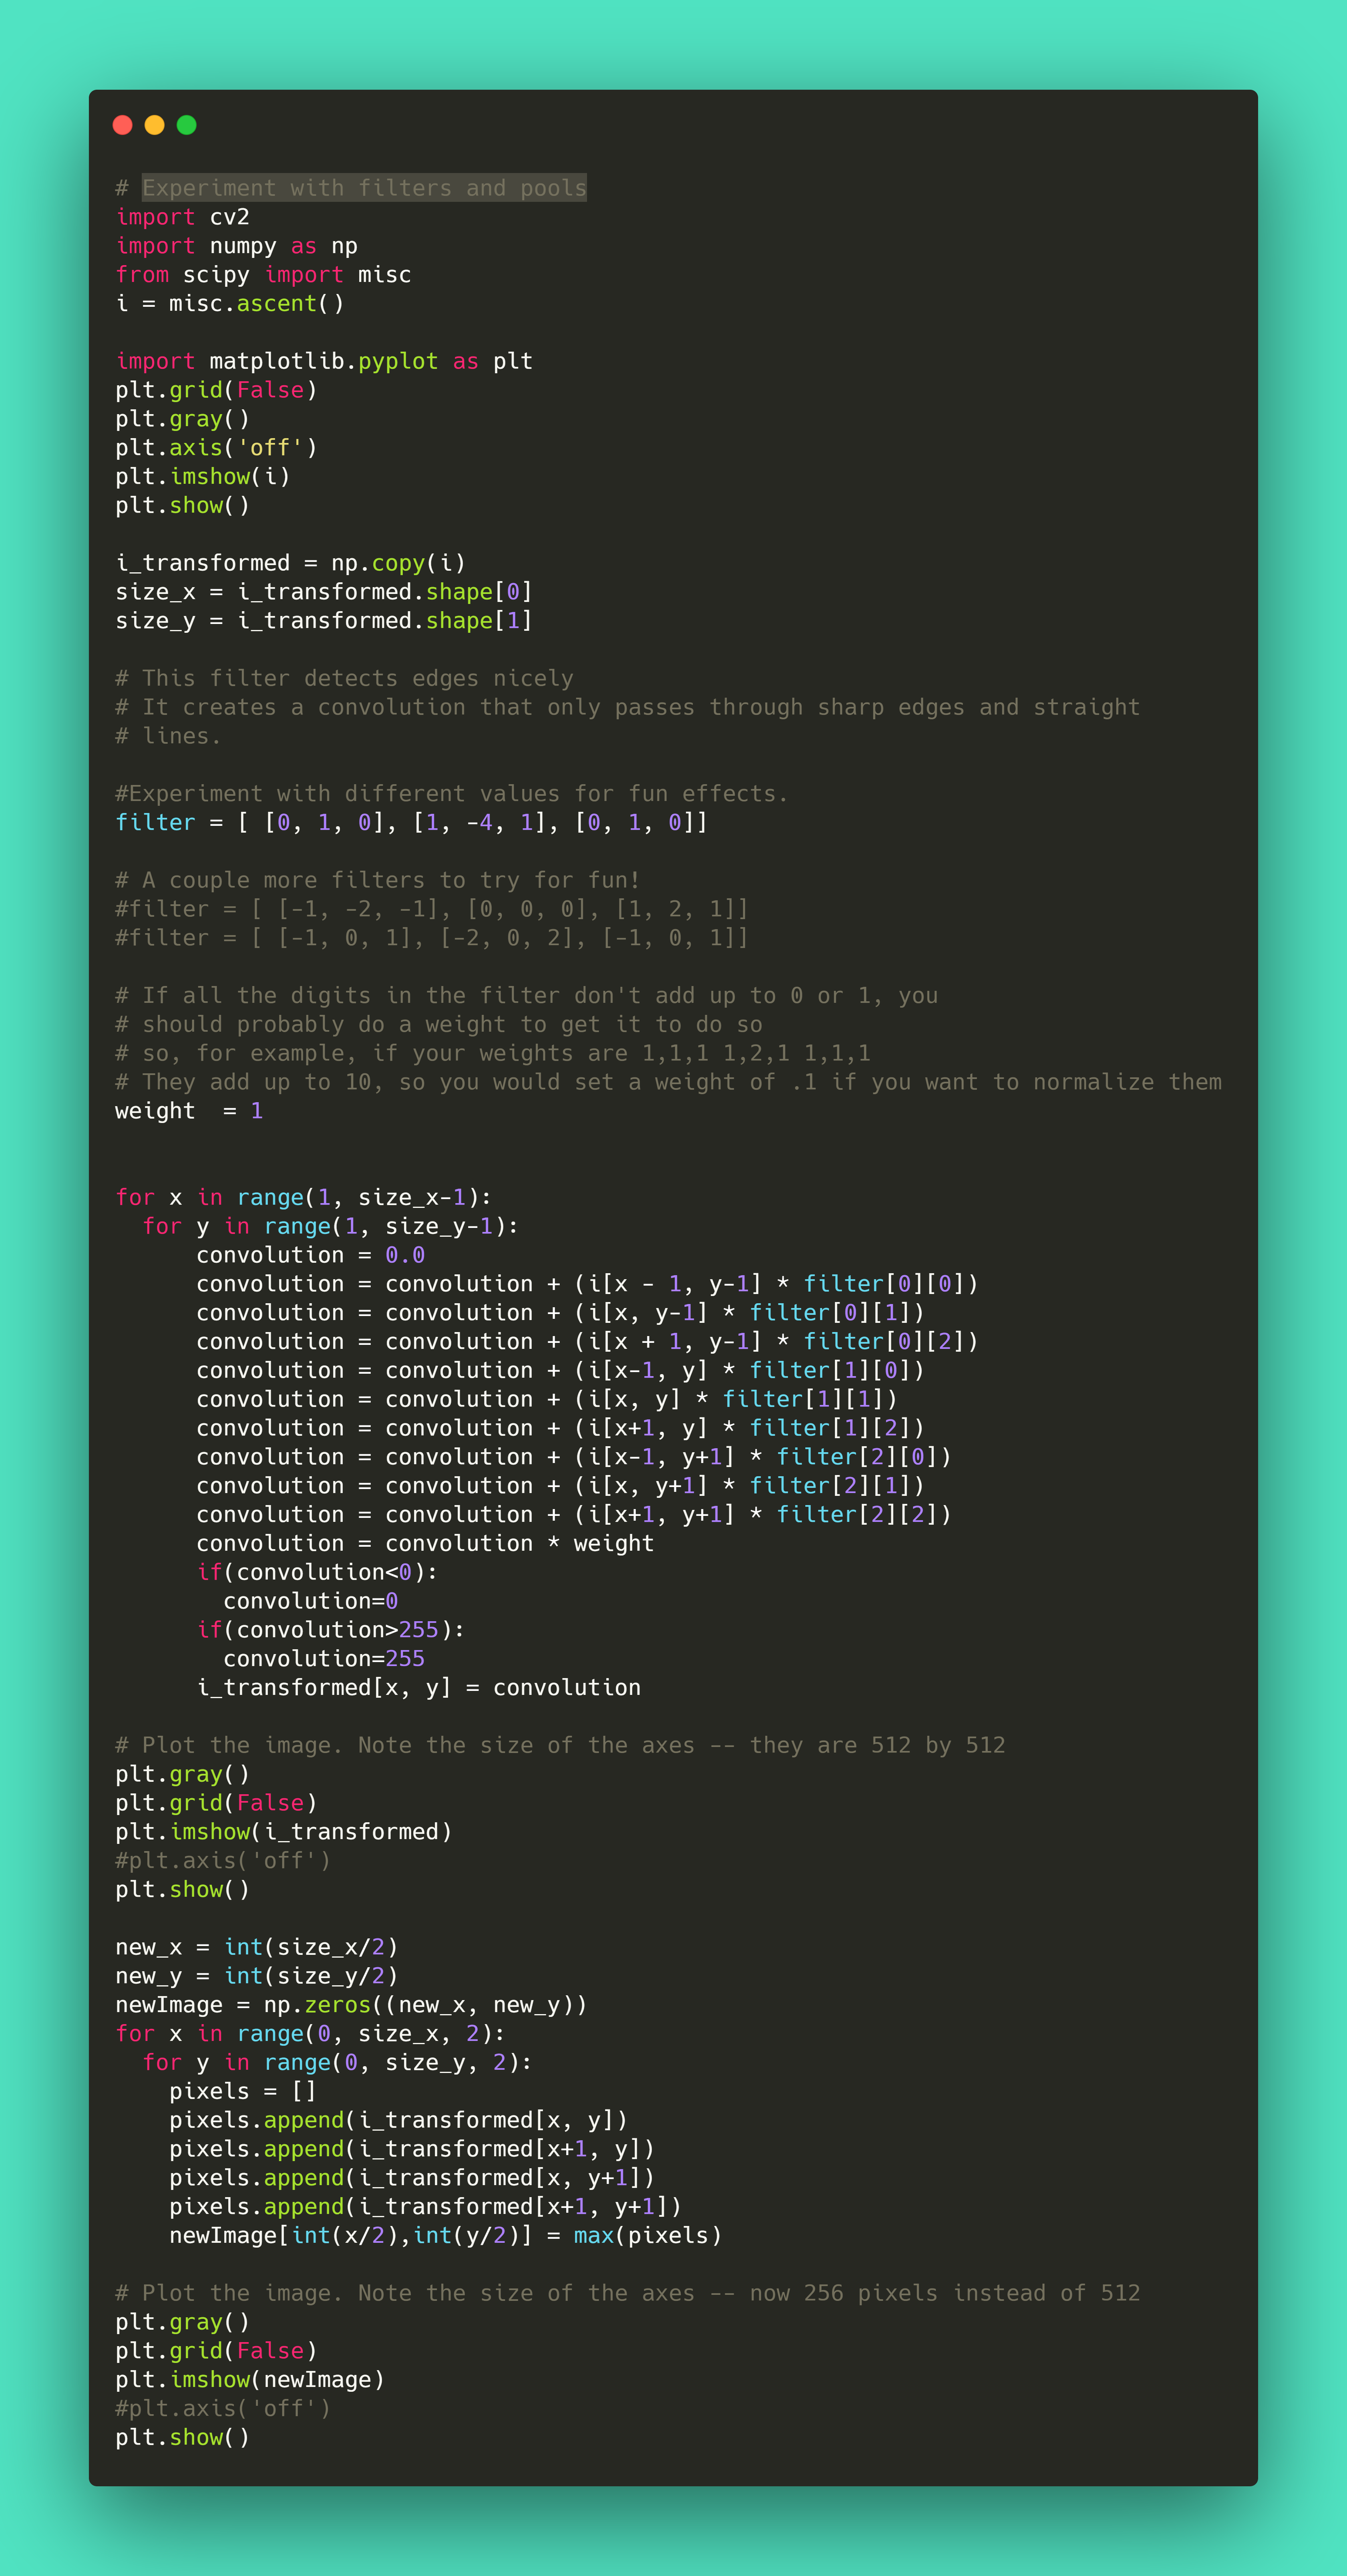 # Experiment with filters and pools
import cv2
import numpy as np
from scipy import misc
i = misc.ascent()

import matplotlib.pyplot as plt
plt.grid(False)
plt.gray()
plt.axis('off')
plt.imshow(i)
plt.show()

i_transformed = np.copy(i)
size_x = i_transformed.shape[0]
size_y = i_transformed.shape[1]

# This filter detects edges nicely
# It creates a convolution that only passes through sharp edges and straight
# lines.

#Experiment with different values for fun effects.
filter = [ [0, 1, 0], [1, -4, 1], [0, 1, 0]]

# A couple more filters to try for fun!
#filter = [ [-1, -2, -1], [0, 0, 0], [1, 2, 1]]
#filter = [ [-1, 0, 1], [-2, 0, 2], [-1, 0, 1]]

# If all the digits in the filter don't add up to 0 or 1, you
# should probably do a weight to get it to do so
# so, for example, if your weights are 1,1,1 1,2,1 1,1,1
# They add up to 10, so you would set a weight of .1 if you want to normalize them
weight  = 1


for x in range(1, size_x-1):
  for y in range(1, size_y-1):
      convolution = 0.0
      convolution = convolution + (i[x - 1, y-1] * filter[0][0])
      convolution = convolution + (i[x, y-1] * filter[0][1])
      convolution = convolution + (i[x + 1, y-1] * filter[0][2])
      convolution = convolution + (i[x-1, y] * filter[1][0])
      convolution = convolution + (i[x, y] * filter[1][1])
      convolution = convolution + (i[x+1, y] * filter[1][2])
      convolution = convolution + (i[x-1, y+1] * filter[2][0])
      convolution = convolution + (i[x, y+1] * filter[2][1])
      convolution = convolution + (i[x+1, y+1] * filter[2][2])
      convolution = convolution * weight
      if(convolution<0):
        convolution=0
      if(convolution>255):
        convolution=255
      i_transformed[x, y] = convolution

# Plot the image. Note the size of the axes -- they are 512 by 512
plt.gray()
plt.grid(False)
plt.imshow(i_transformed)
#plt.axis('off')
plt.show()

new_x = int(size_x/2)
new_y = int(size_y/2)
newImage = np.zeros((new_x, new_y))
for x in range(0, size_x, 2):
  for y in range(0, size_y, 2):
    pixels = []
    pixels.append(i_transformed[x, y])
    pixels.append(i_transformed[x+1, y])
    pixels.append(i_transformed[x, y+1])
    pixels.append(i_transformed[x+1, y+1])
    newImage[int(x/2),int(y/2)] = max(pixels)

# Plot the image. Note the size of the axes -- now 256 pixels instead of 512
plt.gray()
plt.grid(False)
plt.imshow(newImage)
#plt.axis('off')
plt.show()